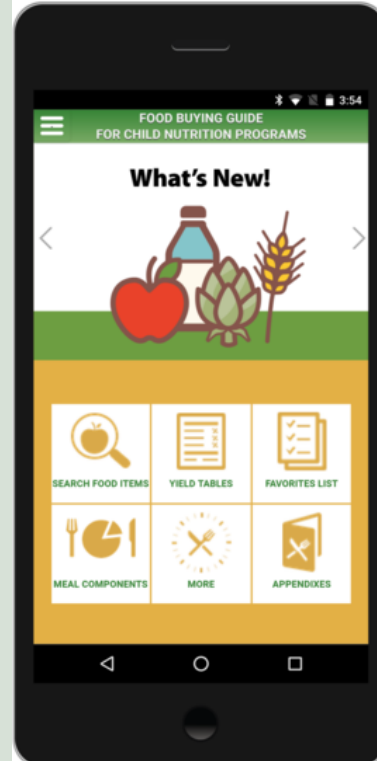 3:54
FOOD BUYING GUIDE
FOR CHILD NUTRITION PROGRAMS
What's New!
SEARCH FOOD ITEMS
YIELD TABLES
FAVORITES LIST
MEAL COMPONENTS
MORE
APPENDIXES